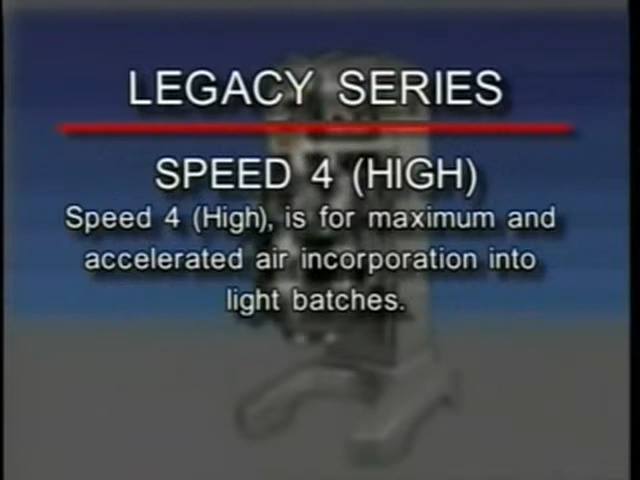 LEGACY SERIES
SPEED 4 (HIGH)
Speed 4 (High), is for maximum and
accelerated air incorporation into
light batches.